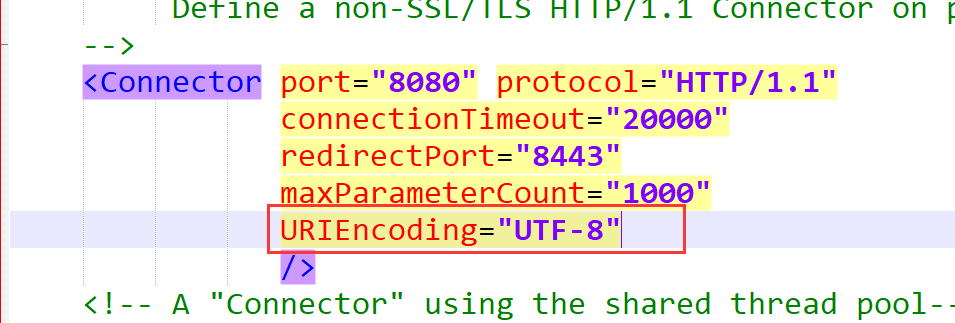 Define a non-SSL/TLS HTTP/1.1 Connector on
-->
<Connector port="8080" protocol="HTTP/1.1"
connectionTimeout="20000"
redirectPort="8443"
maxParameterCount="1000"
URIEncoding="UTF-8"
/>
<!-- A "Connector" using the shared thread pool--